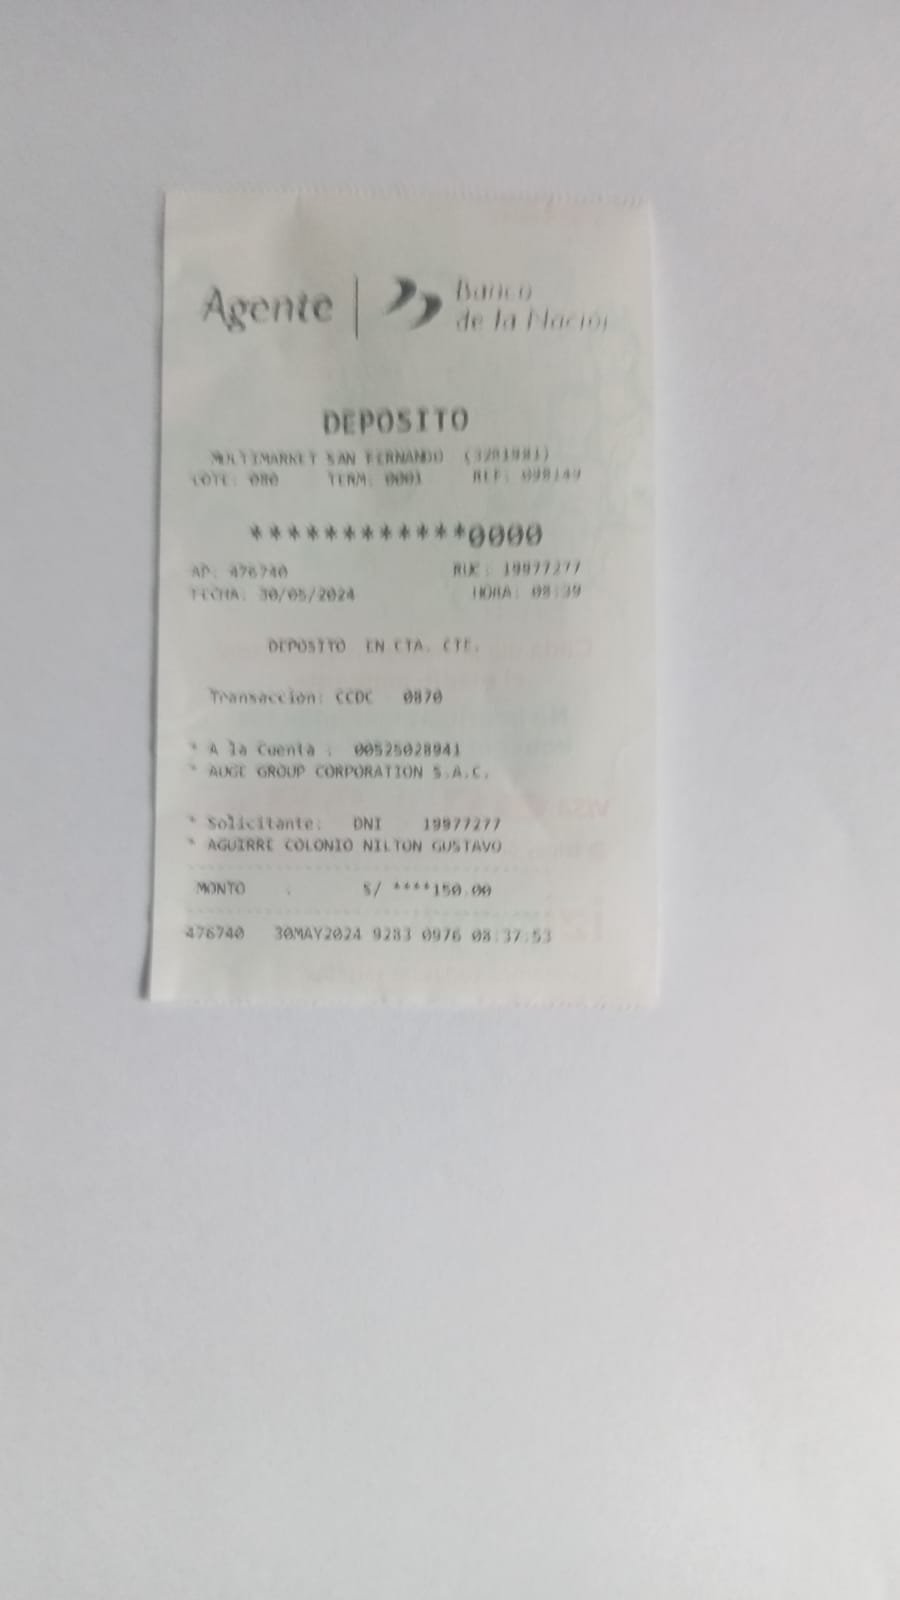 Agente | Banco
de la Nación
DEPOSITO
MULTIMARKET SAN FERNANDO (3281981)
LOTE: 080 TERM: 0001 REF: 098149
************0000
AP: 476740 RUC: 19977277
FECHA: 30/05/2024 HORA: 08:39
DEPOSITO EN CTA. CTE.
Transaccion: CCDC 0870
* A la Cuenta : 00525028941
* AUGE GROUP CORPORATION S.A.C.
* Solicitante: DNI 19977277
* AGUIRRE COLONIO NILTON GUSTAVO
MONTO : S/ ****150.00
476740 30MAY2024 9283 0976 08:37:53